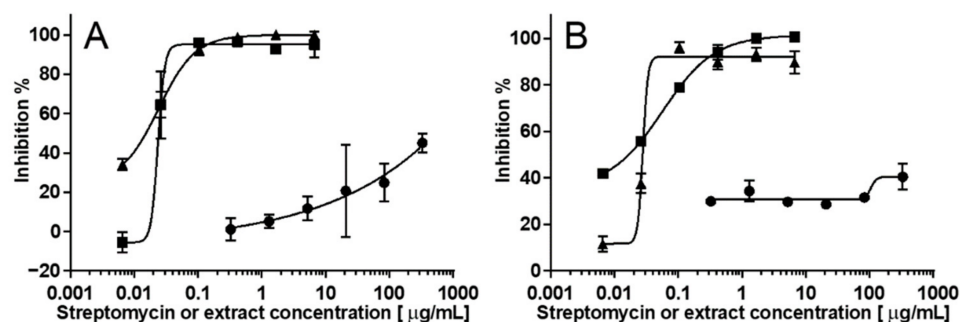 A
Inhibition %
100
80
60
40
20
0
−20
0.001 0.01 0.1 1 10 100 1000
Streptomycin or extract concentration [ µg/mL]
B
Inhibition %
120
100
80
60
40
20
0
0.001 0.01 0.1 1 10 100 1000
Streptomycin or extract concentration [ µg/mL]